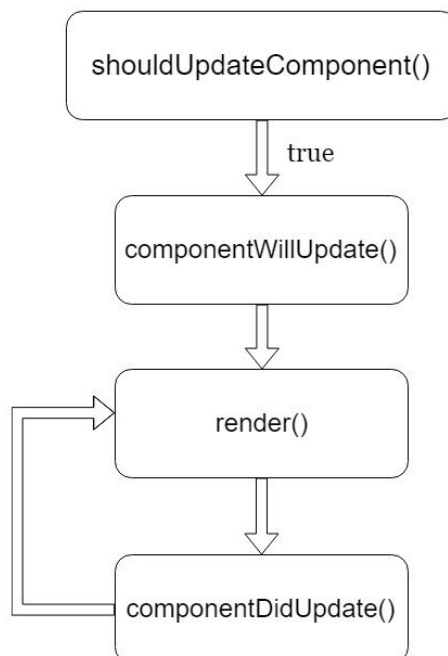 shouldUpdateComponent()
true
componentWillUpdate()
render()
componentDidUpdate()